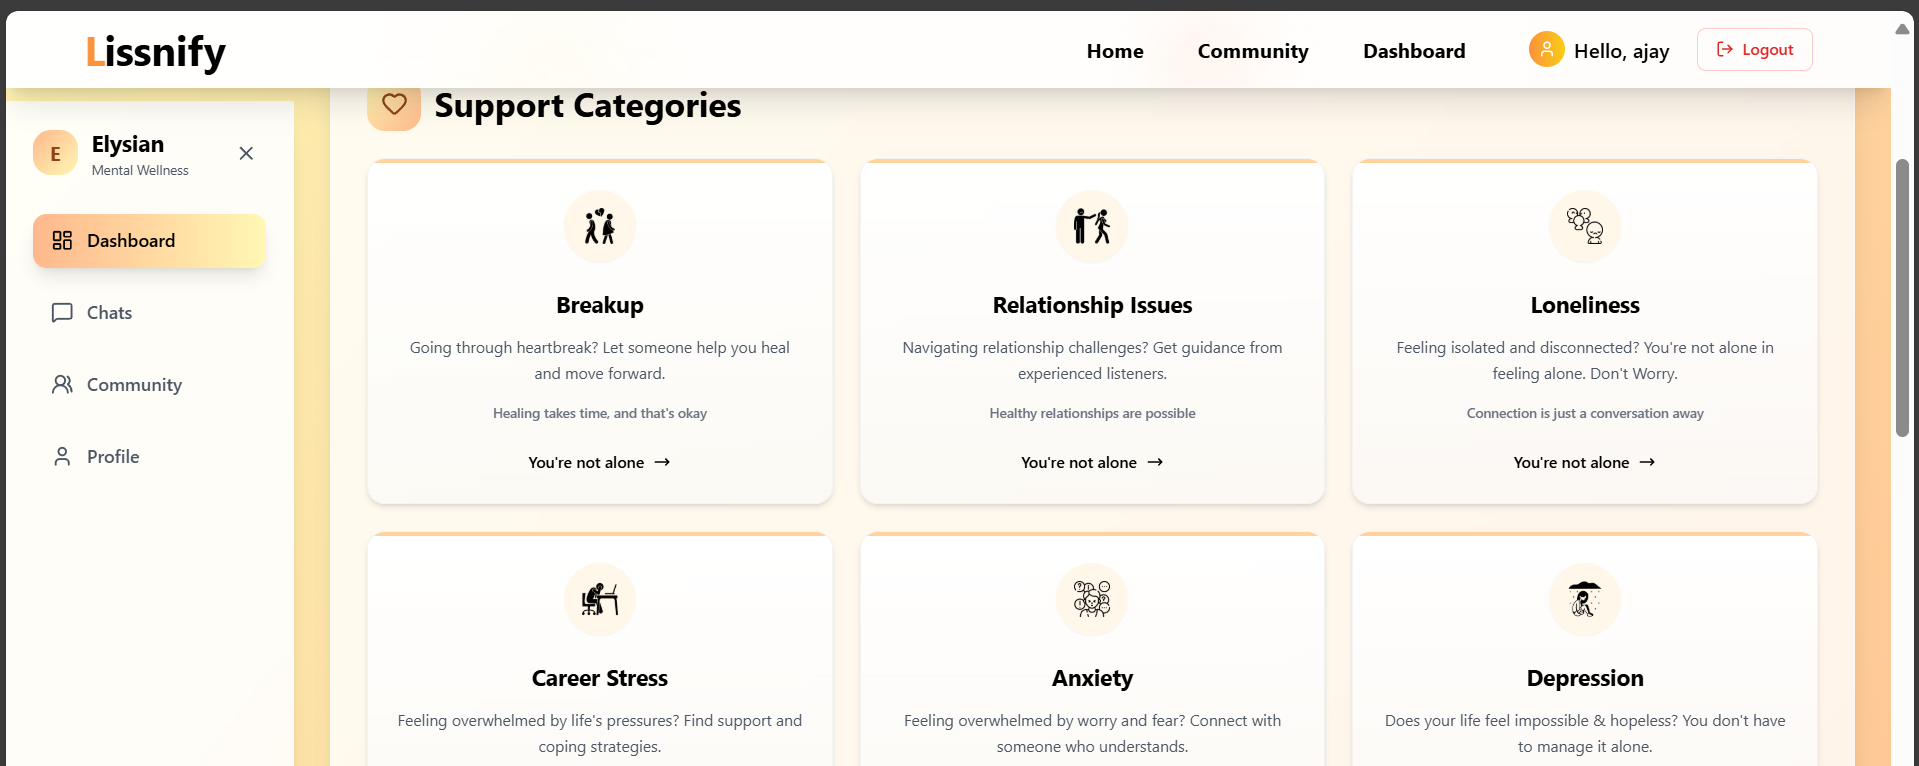 Lissnify
Home
Community
Dashboard
Hello, ajay
Logout
E
Elysian
Mental Wellness
Dashboard
Chats
Community
Profile
Support Categories
Breakup
Going through heartbreak? Let someone help you heal
and move forward.
Healing takes time, and that's okay
You're not alone →
Relationship Issues
Navigating relationship challenges? Get guidance from
experienced listeners.
Healthy relationships are possible
You're not alone →
Loneliness
Feeling isolated and disconnected? You're not alone in
feeling alone. Don't Worry.
Connection is just a conversation away
You're not alone →
Career Stress
Feeling overwhelmed by life's pressures? Find support and
coping strategies.
Anxiety
Feeling overwhelmed by worry and fear? Connect with
someone who understands.
Depression
Does your life feel impossible & hopeless? You don't have
to manage it alone.